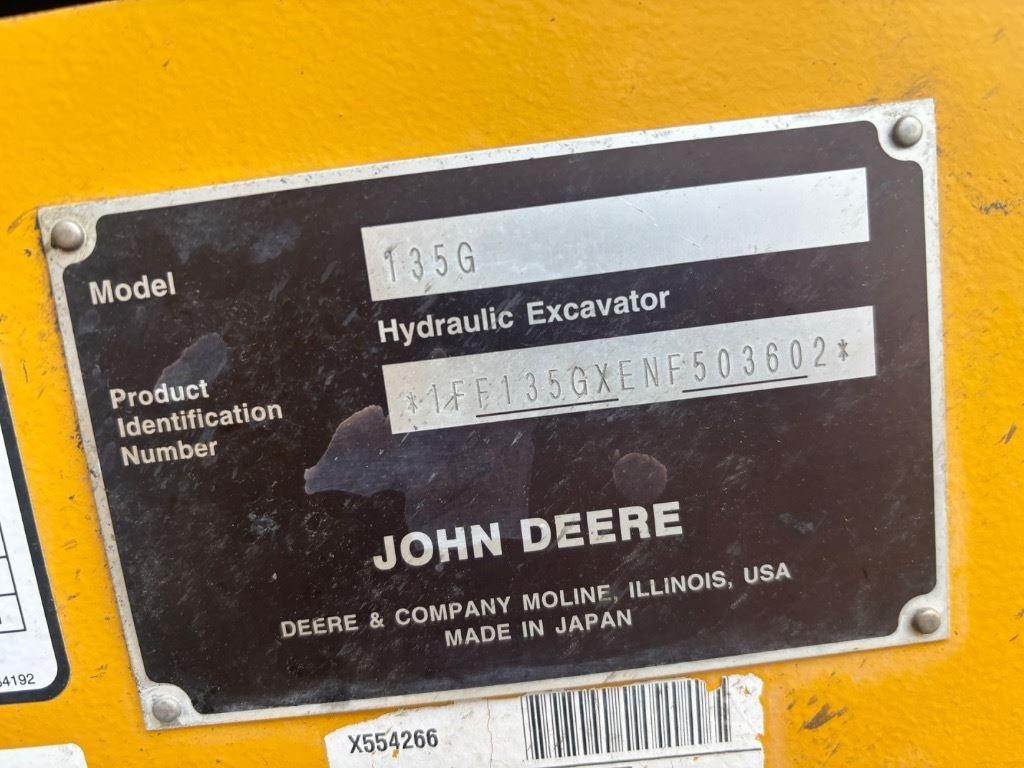 Model
135G
Hydraulic Excavator
Product
Identification
Number
*1FF135GXENF503602*
JOHN DEERE
DEERE & COMPANY MOLINE, ILLINOIS, USA
MADE IN JAPAN
X554266